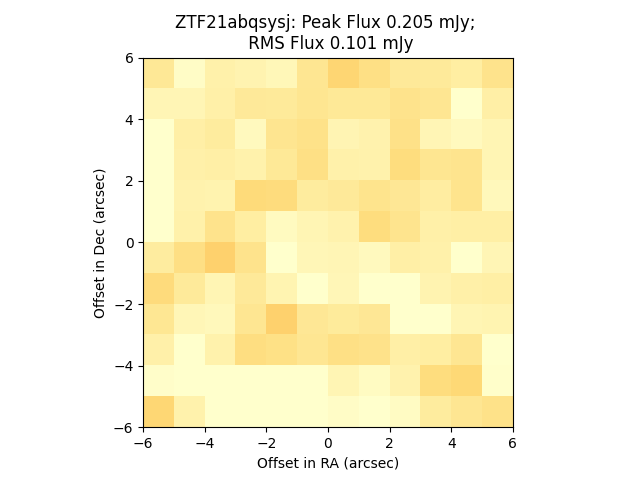 ZTF21abqsysj: Peak Flux 0.205 mJy;
RMS Flux 0.101 mJy
6
4
2
0
−2
−4
−6
Offset in Dec (arcsec)
−6 −4 −2 0 2 4 6
Offset in RA (arcsec)